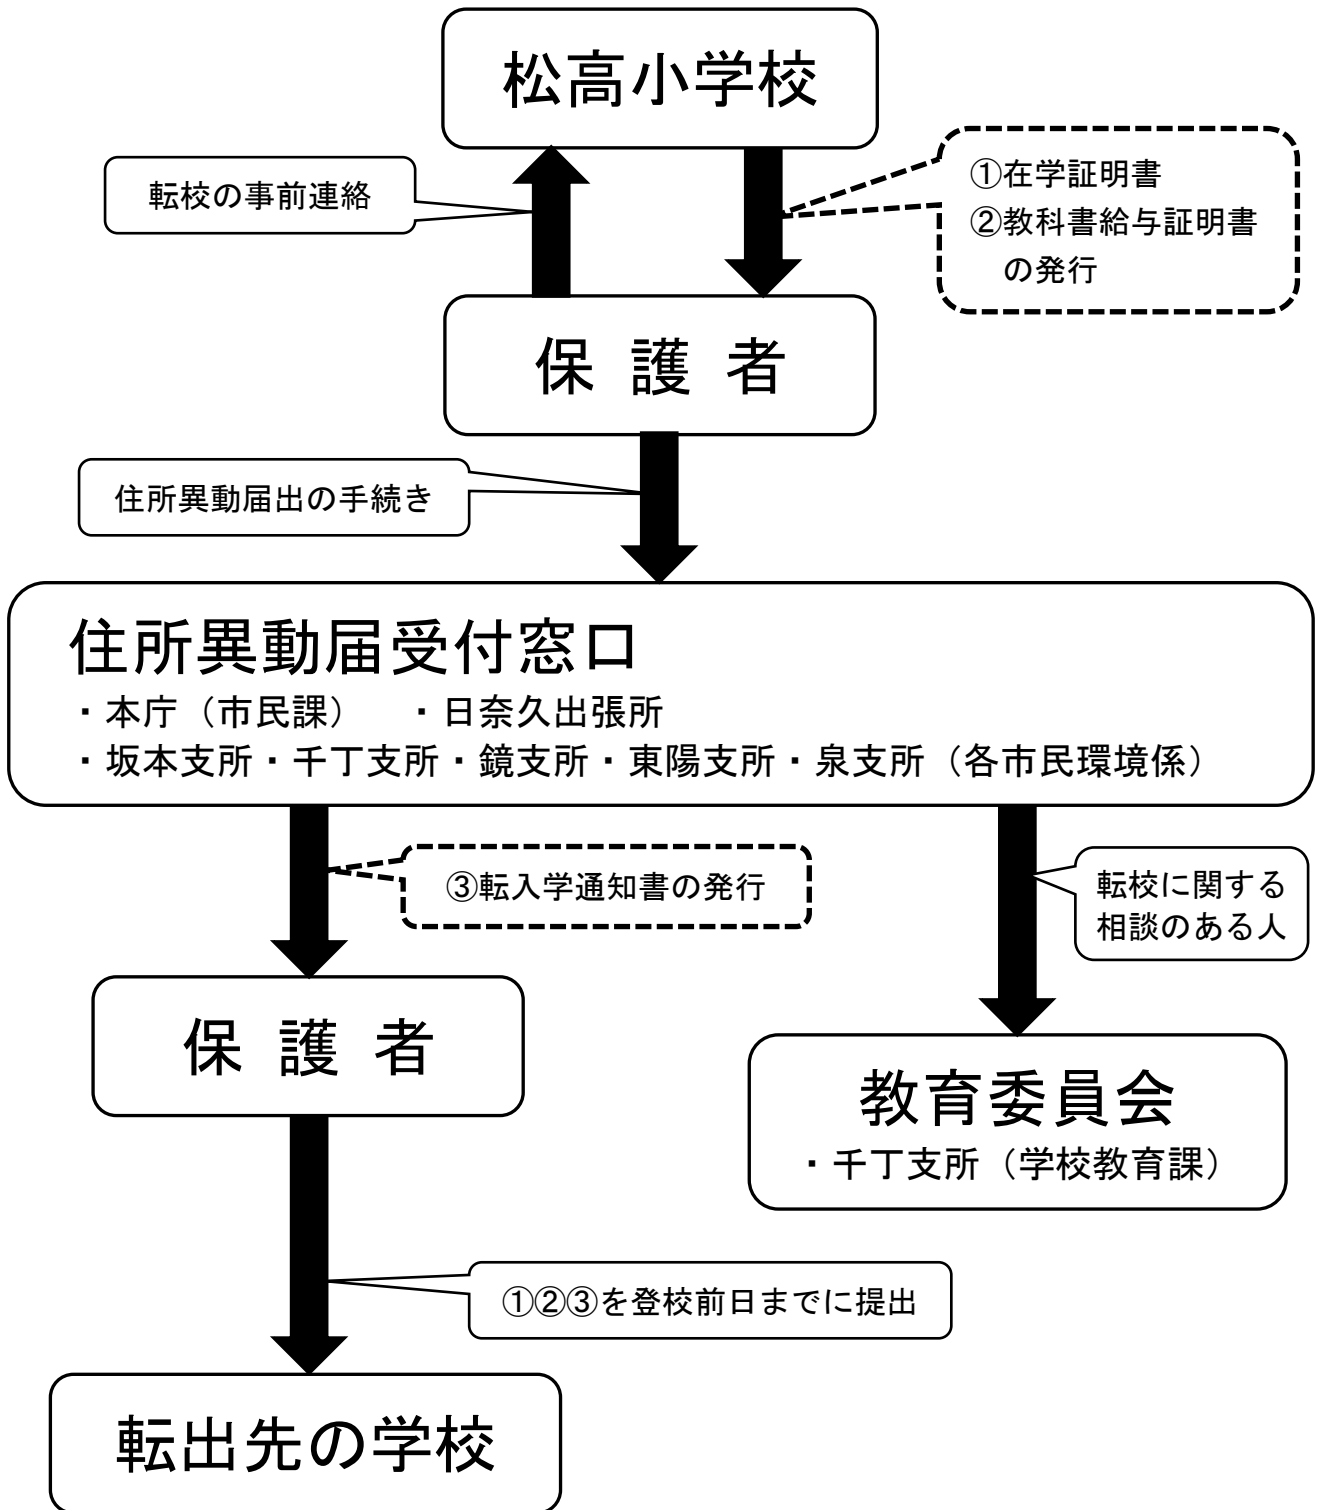 松高小学校
転校の事前連絡
①在学証明書
②教科書給与証明書
の発行
保 護 者
住所異動届出の手続き
住所異動届受付窓口
・本庁（市民課）　・日奈久出張所
・坂本支所・千丁支所・鏡支所・東陽支所・泉支所（各市民環境係）
③転入学通知書の発行
転校に関する
相談のある人
保 護 者
教育委員会
・千丁支所（学校教育課）
①②③を登校前日までに提出
転出先の学校